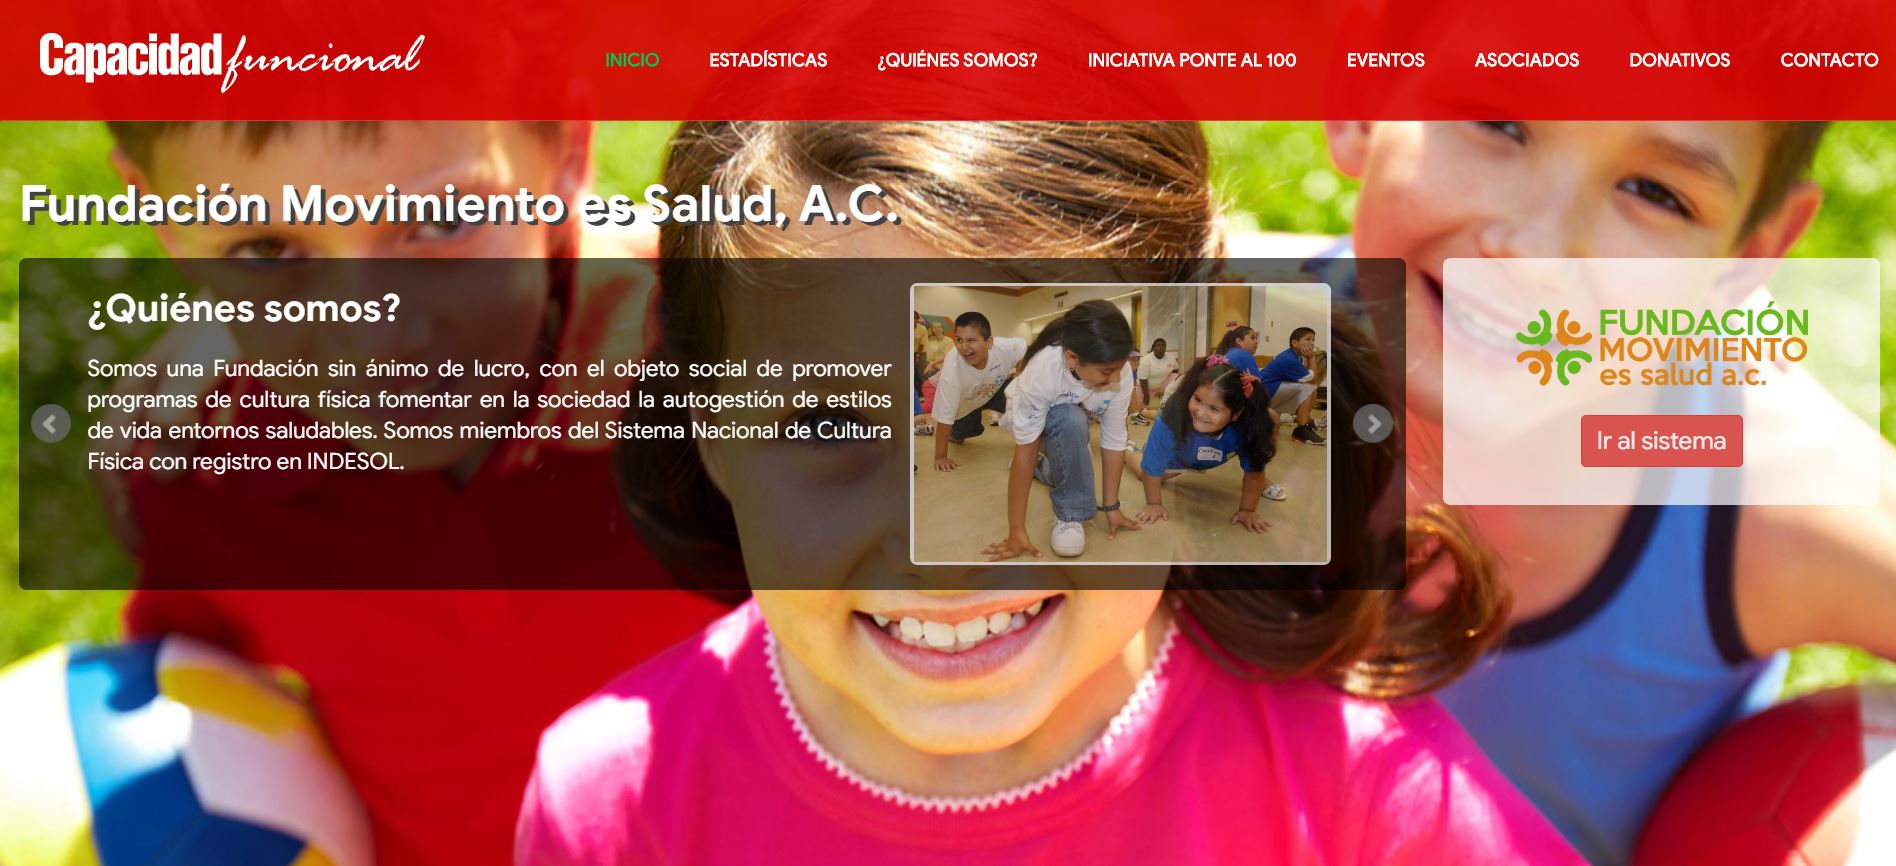 Capacidad funcional
INICIO
ESTADÍSTICAS
¿QUIÉNES SOMOS?
INICIATIVA PONTE AL 100
EVENTOS
ASOCIADOS
DONATIVOS
CONTACTO
Fundación Movimiento es Salud, A.C.
¿Quiénes somos?
Somos una Fundación sin ánimo de lucro, con el objeto social de promover
programas de cultura física fomentar en la sociedad la autogestión de estilos
de vida entornos saludables. Somos miembros del Sistema Nacional de Cultura
Física con registro en INDESOL.
FUNDACIÓN
MOVIMIENTO
es salud a.c.
Ir al sistema